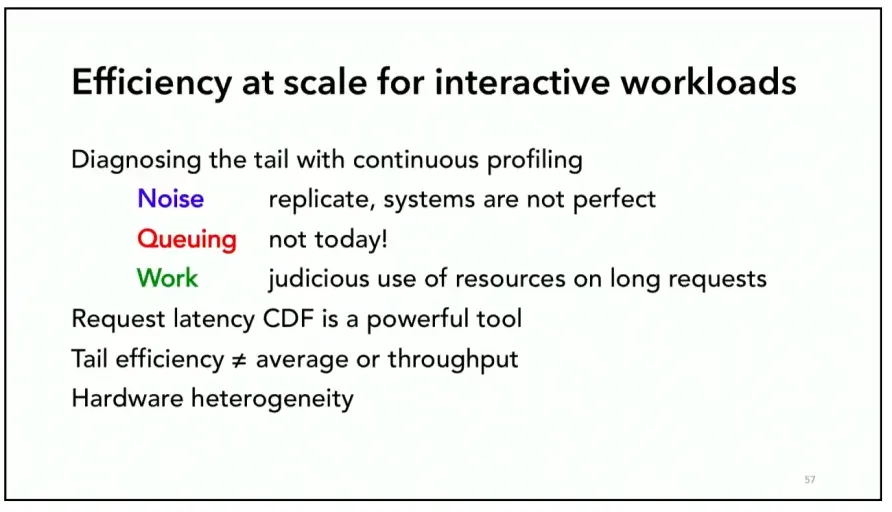 Efficiency at scale for interactive workloads
Diagnosing the tail with continuous profiling
Noise replicate, systems are not perfect
Queuing not today!
Work judicious use of resources on long requests
Request latency CDF is a powerful tool
Tail efficiency ≠ average or throughput
Hardware heterogeneity
57